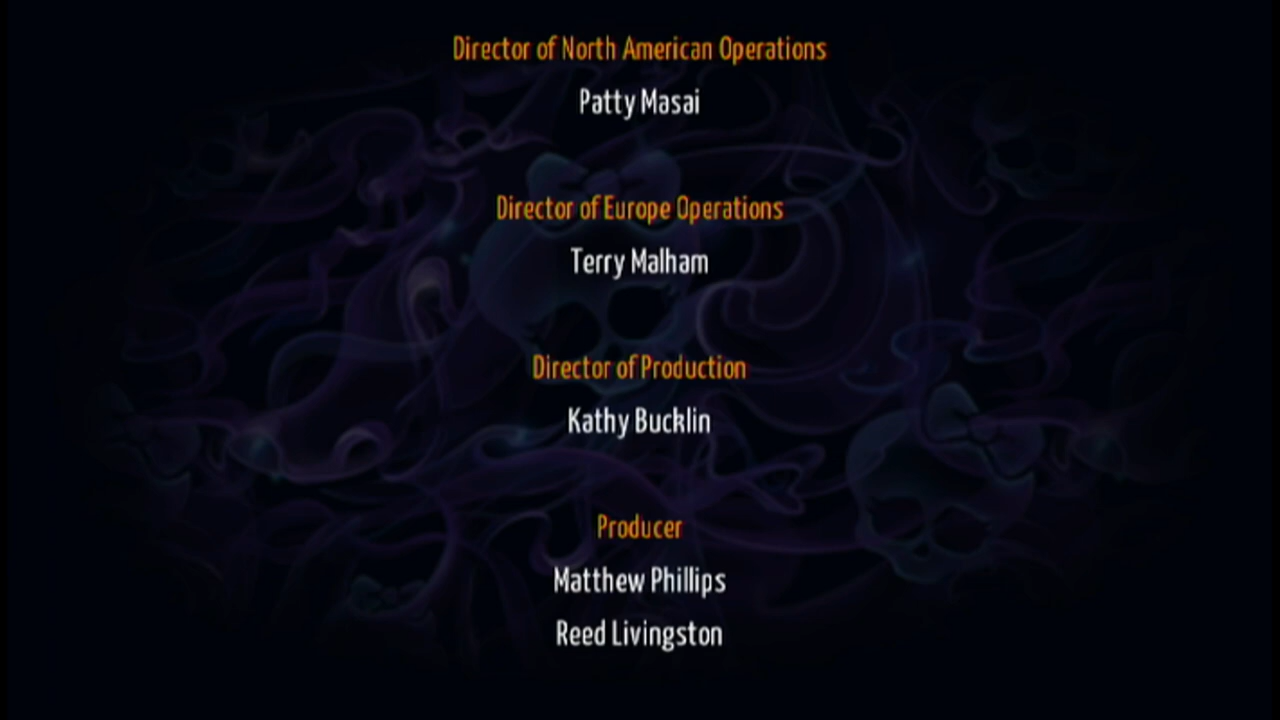 Director of North American Operations
Patty Masai
Director of Europe Operations
Terry Malham
Director of Production
Kathy Bucklin
Producer
Matthew Phillips
Reed Livingston